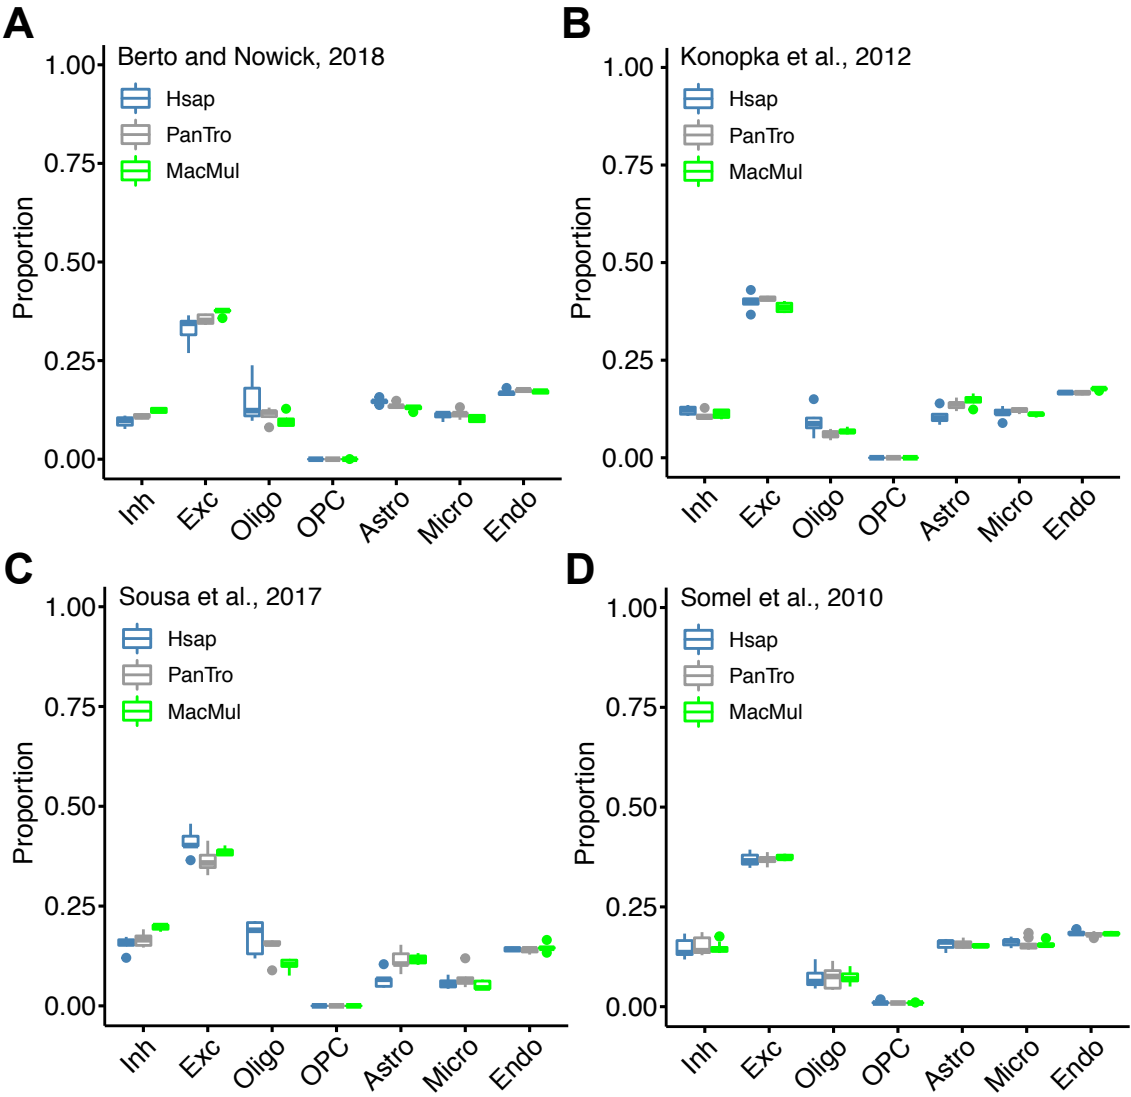 A
Berto and Nowick, 2018
Hsap
PanTro
MacMul
Proportion
1.00
0.75
0.50
0.25
0.00
Inh
Exc
Oligo
OPC
Astro
Micro
Endo
B
Konopka et al., 2012
Hsap
PanTro
MacMul
Proportion
1.00
0.75
0.50
0.25
0.00
Inh
Exc
Oligo
OPC
Astro
Micro
Endo
C
Sousa et al., 2017
Hsap
PanTro
MacMul
Proportion
1.00
0.75
0.50
0.25
0.00
Inh
Exc
Oligo
OPC
Astro
Micro
Endo
D
Somel et al., 2010
Hsap
PanTro
MacMul
Proportion
1.00
0.75
0.50
0.25
0.00
Inh
Exc
Oligo
OPC
Astro
Micro
Endo